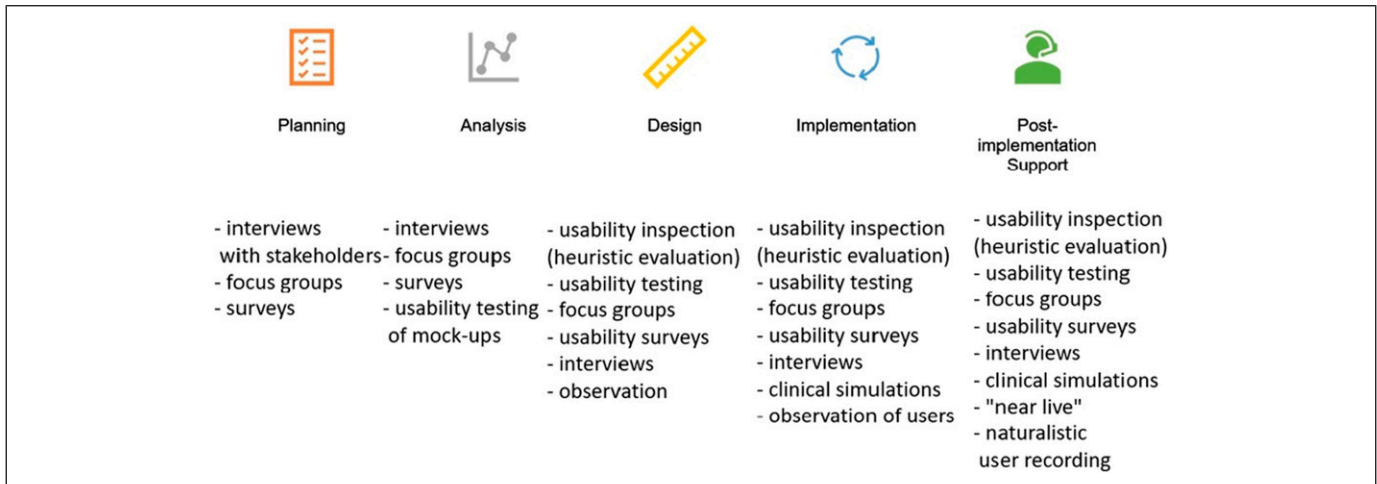 Planning
Analysis
Design
Implementation
Post-
implementation
Support
- interviews
with stakeholders
- focus groups
- surveys
- interviews
- focus groups
- surveys
- usability testing
of mock-ups
- usability inspection
(heuristic evaluation)
- usability testing
- focus groups
- usability surveys
- interviews
- observation
- usability inspection
(heuristic evaluation)
- usability testing
- focus groups
- usability surveys
- interviews
- clinical simulations
- observation of users
- usability inspection
(heuristic evaluation)
- usability testing
- focus groups
- usability surveys
- interviews
- clinical simulations
- "near live"
- naturalistic
user recording